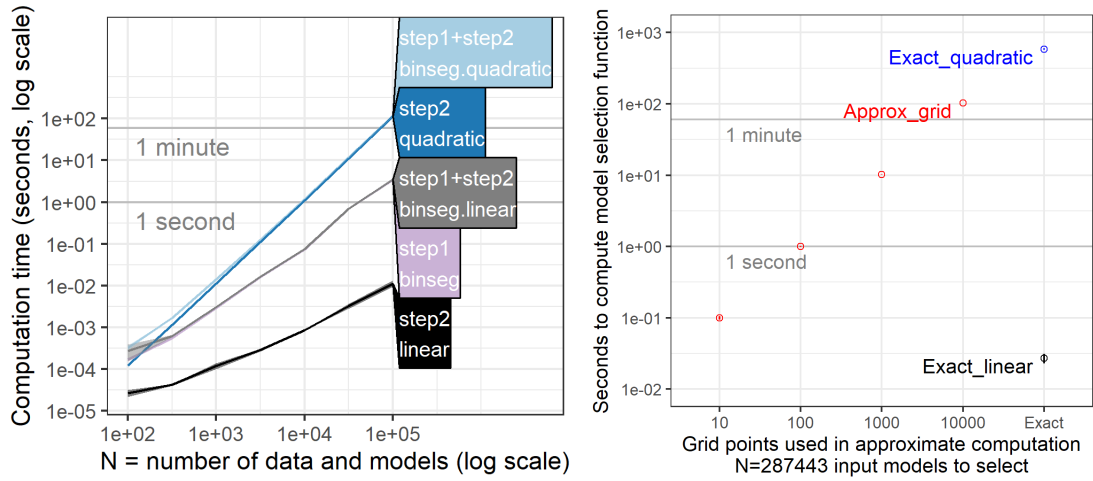 Computation time (seconds, log scale)
1e+02
1e+01
1e+00
1e-01
1e-02
1e-03
1e-04
1e-05
1 minute
1 second
step1+step2
binseg.quadratic
step2
quadratic
step1+step2
binseg.linear
step1
binseg
step2
linear
1e+02 1e+03 1e+04 1e+05
N = number of data and models (log scale)
Seconds to compute model selection function
1e+03
1e+02
1e+01
1e+00
1e-01
1e-02
Exact_quadratic
Approx_grid
1 minute
1 second
Exact_linear
10 100 1000 10000 Exact
Grid points used in approximate computation
N=287443 input models to select